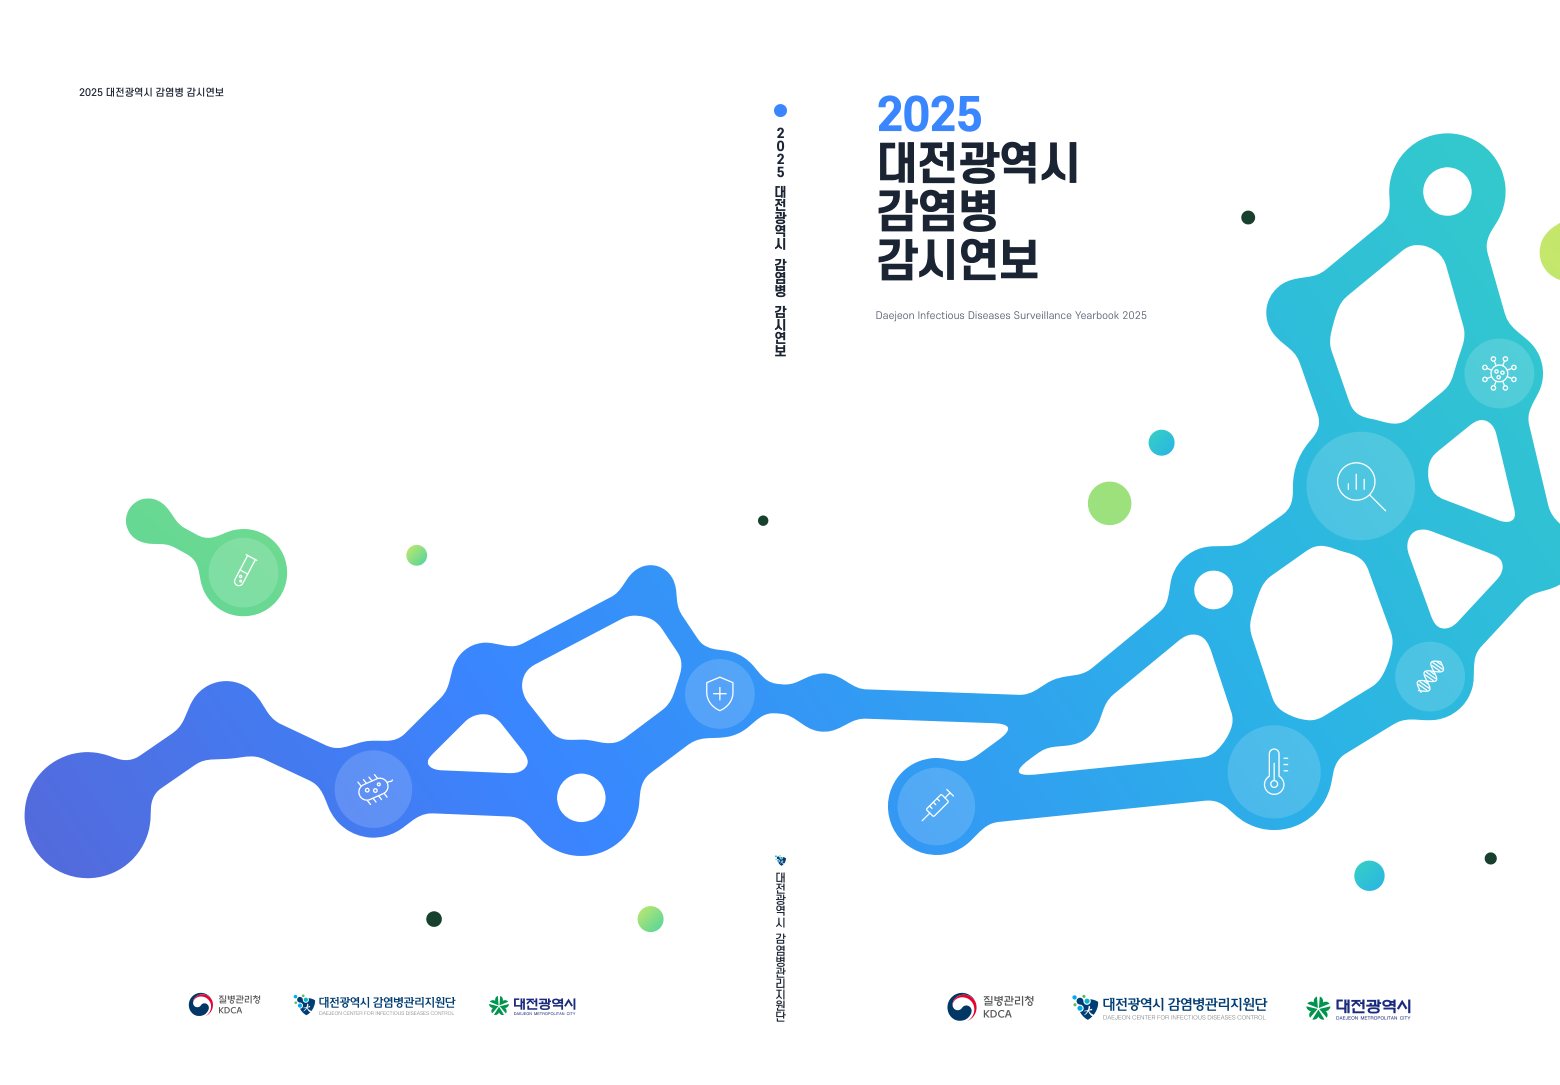 2025 대전광역시 감염병 감시연보
2025 대전광역시 감염병 감시연보
대전광역시 감염병관리지원단
2025
대전광역시
감염병
감시연보
Daejeon Infectious Diseases Surveillance Yearbook 2025
질병관리청
KDCA
대전광역시 감염병관리지원단
DAEJEON CENTER FOR INFECTIOUS DISEASES CONTROL
대전광역시
DAEJEON METROPOLITAN CITY
질병관리청
KDCA
대전광역시 감염병관리지원단
DAEJEON CENTER FOR INFECTIOUS DISEASES CONTROL
대전광역시
DAEJEON METROPOLITAN CITY